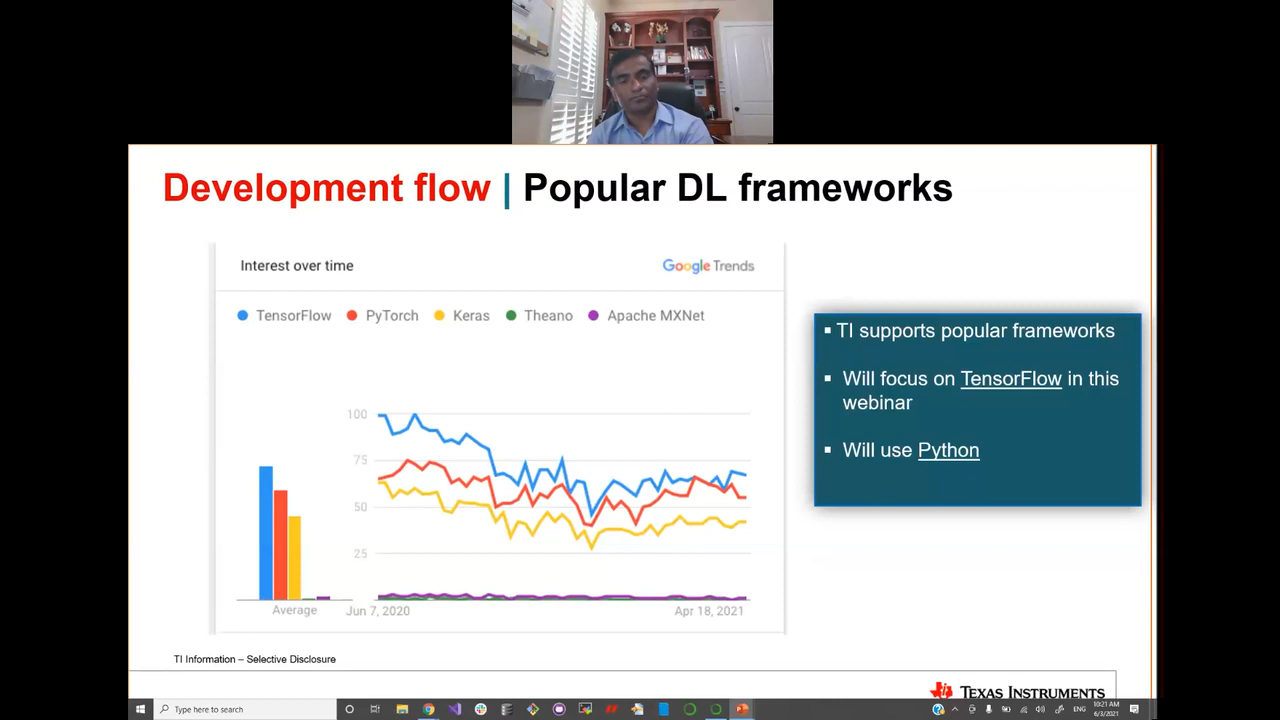 Development flow | Popular DL frameworks
Interest over time
Google Trends
TensorFlow
PyTorch
Keras
Theano
Apache MXNet
100
75
50
25
Average
Jun 7, 2020
Apr 18, 2021
▪ TI supports popular frameworks
▪ Will focus on TensorFlow in this
webinar
▪ Will use Python
TI Information – Selective Disclosure
TEXAS INSTRUMENTS
Type here to search
ENG
10:21 AM
6/3/2021